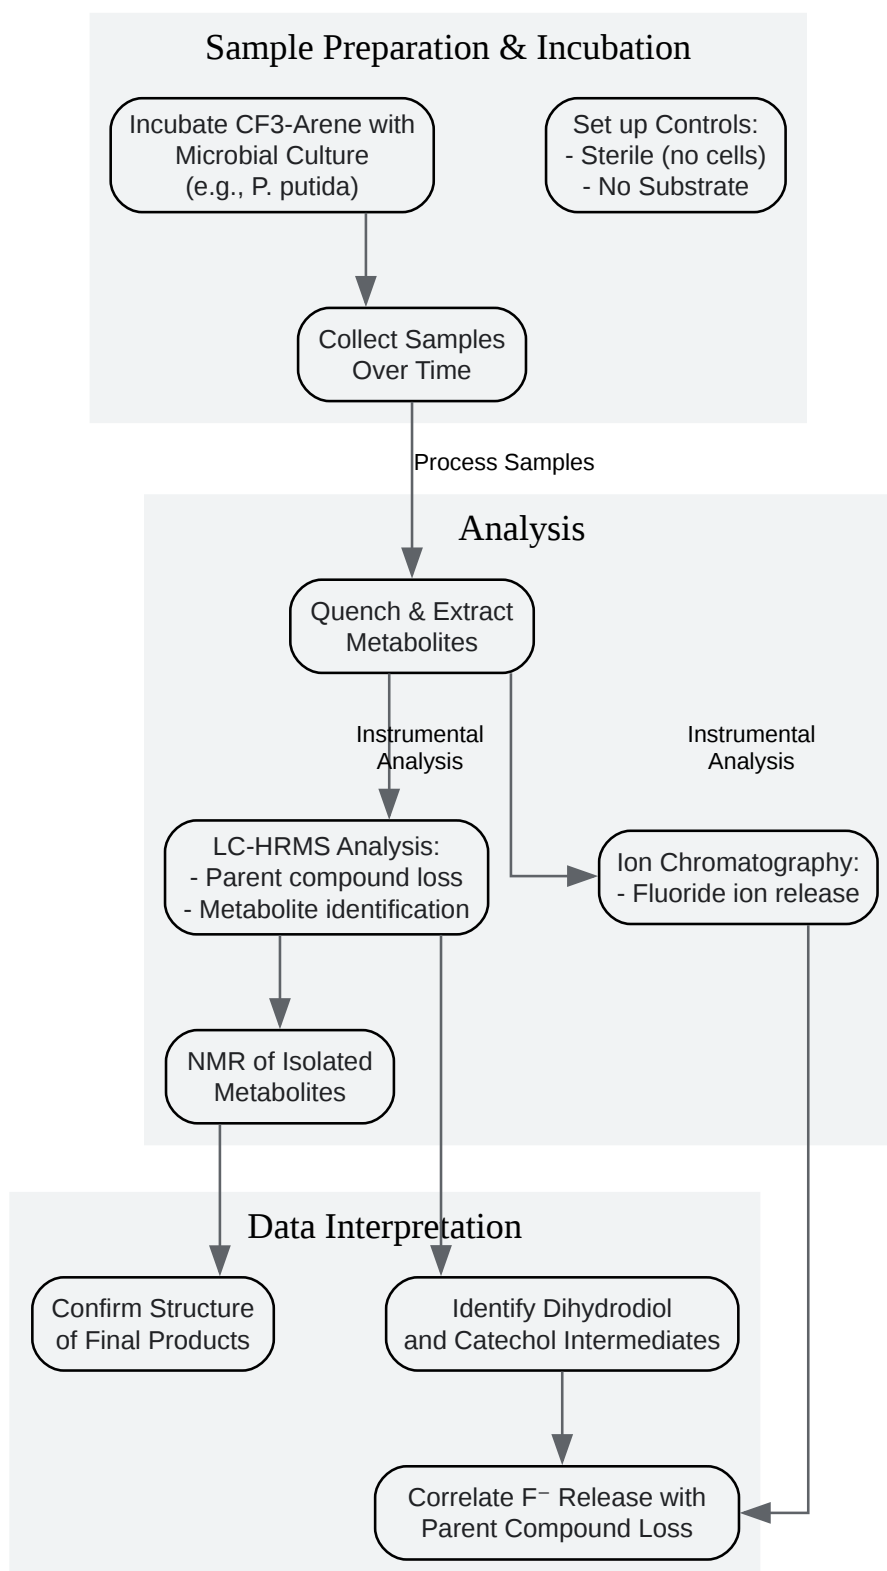 Sample Preparation & Incubation
Incubate CF3-Arene with
Microbial Culture
(e.g., P. putida)
Set up Controls:
- Sterile (no cells)
- No Substrate
Collect Samples
Over Time
Process Samples
Analysis
Quench & Extract
Metabolites
Instrumental
Analysis
Instrumental
Analysis
LC-HRMS Analysis:
- Parent compound loss
- Metabolite identification
Ion Chromatography:
- Fluoride ion release
NMR of Isolated
Metabolites
Data Interpretation
Confirm Structure
of Final Products
Identify Dihydrodiol
and Catechol Intermediates
Correlate F⁻ Release with
Parent Compound Loss